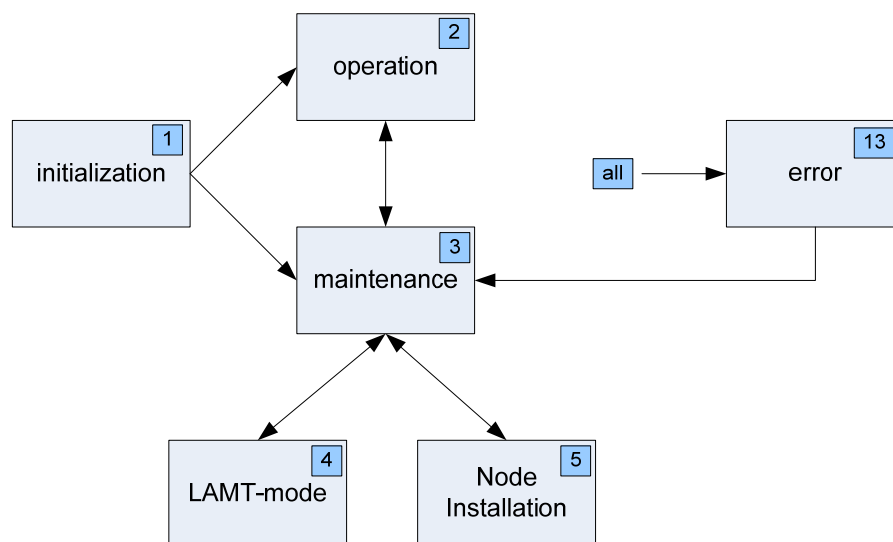 2
operation
1
initialization
13
error
all
3
maintenance
4
LAMT-mode
5
Node
Installation